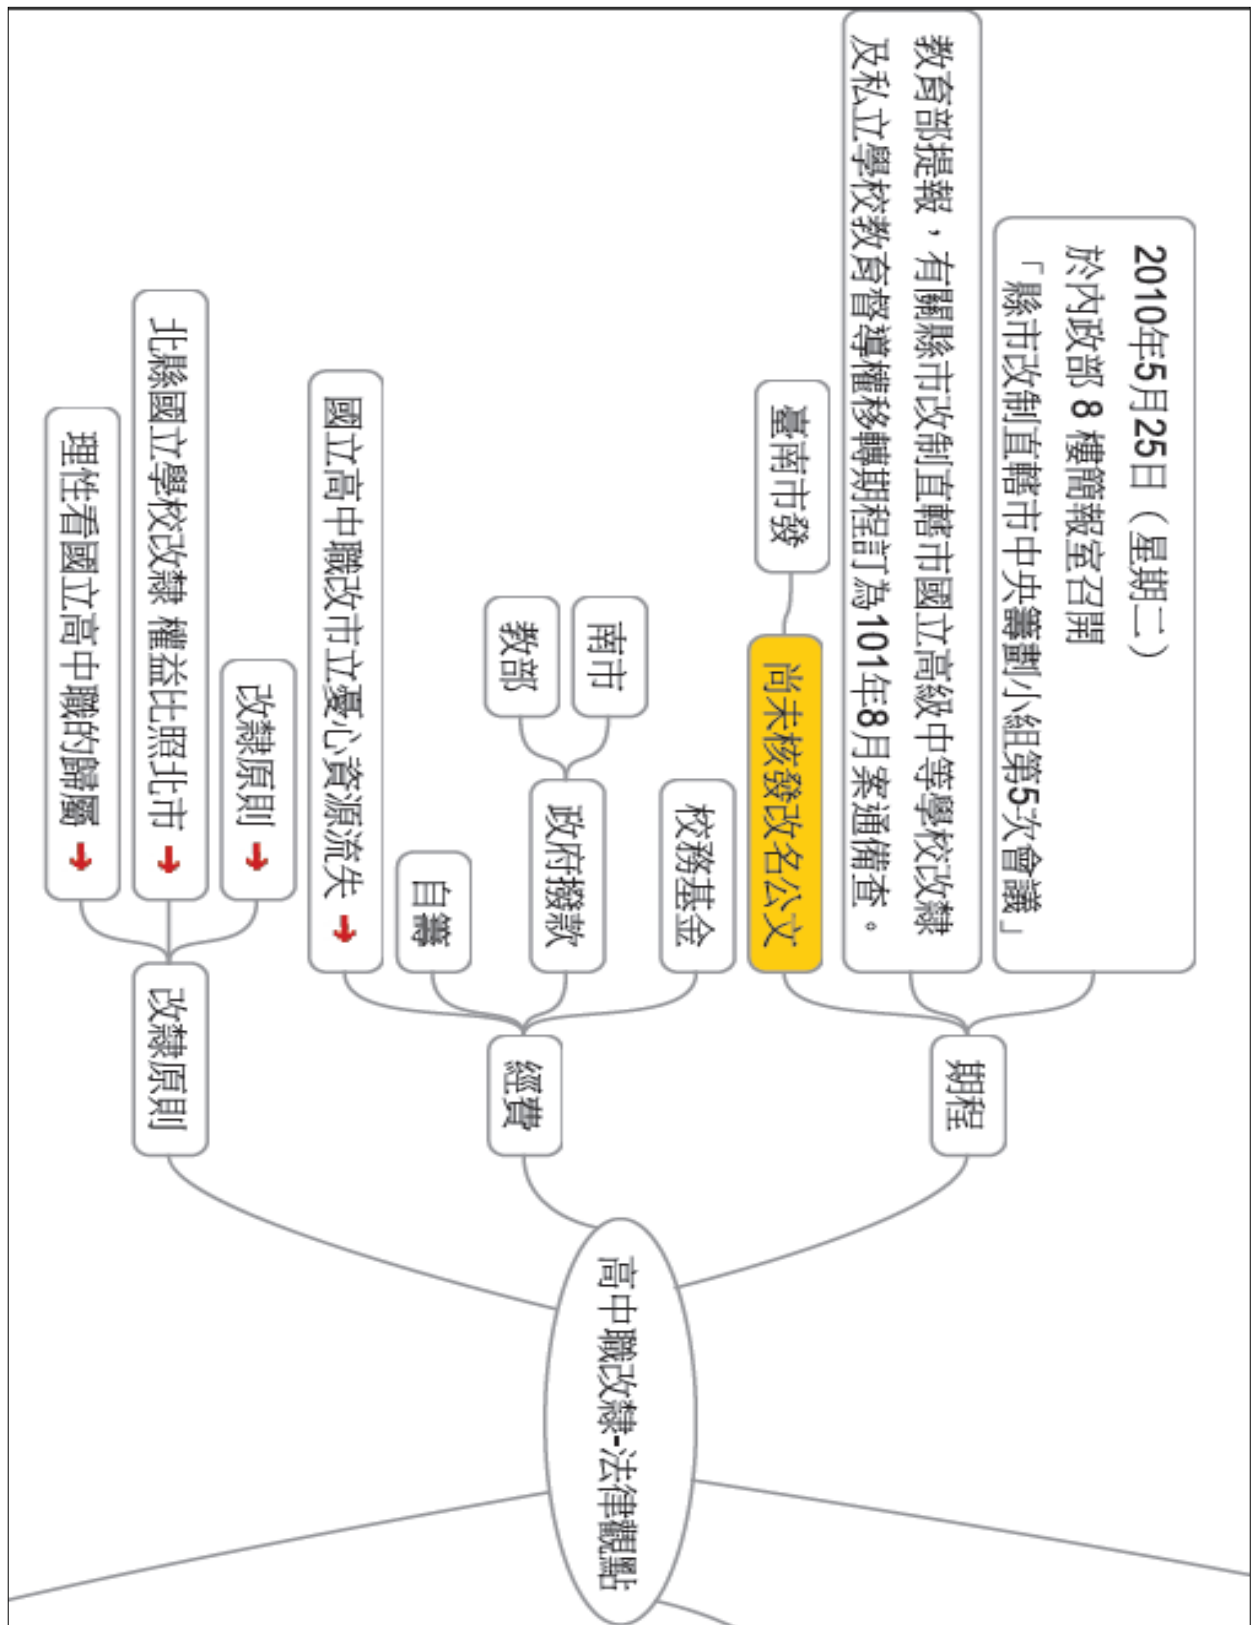 2010年5月25日（星期二）
於內政部 8 樓簡報室召開
「縣市改制直轄市中央籌劃小組第5次會議」
教育部提報，有關縣市改制直轄市國立高級中等學校改隸
及私立學校教育督導權移轉期程訂為101年8月案通備查。
臺南市發
尚未核發改名公文
期程
校務基金
南市
教部
政府撥款
自籌
國立高中職改市立憂心資源流失
經費
改隸原則
北縣國立學校改隸 權益比照北市
理性看國立高中職的歸屬
改隸原則
高中職改隸-法律觀點